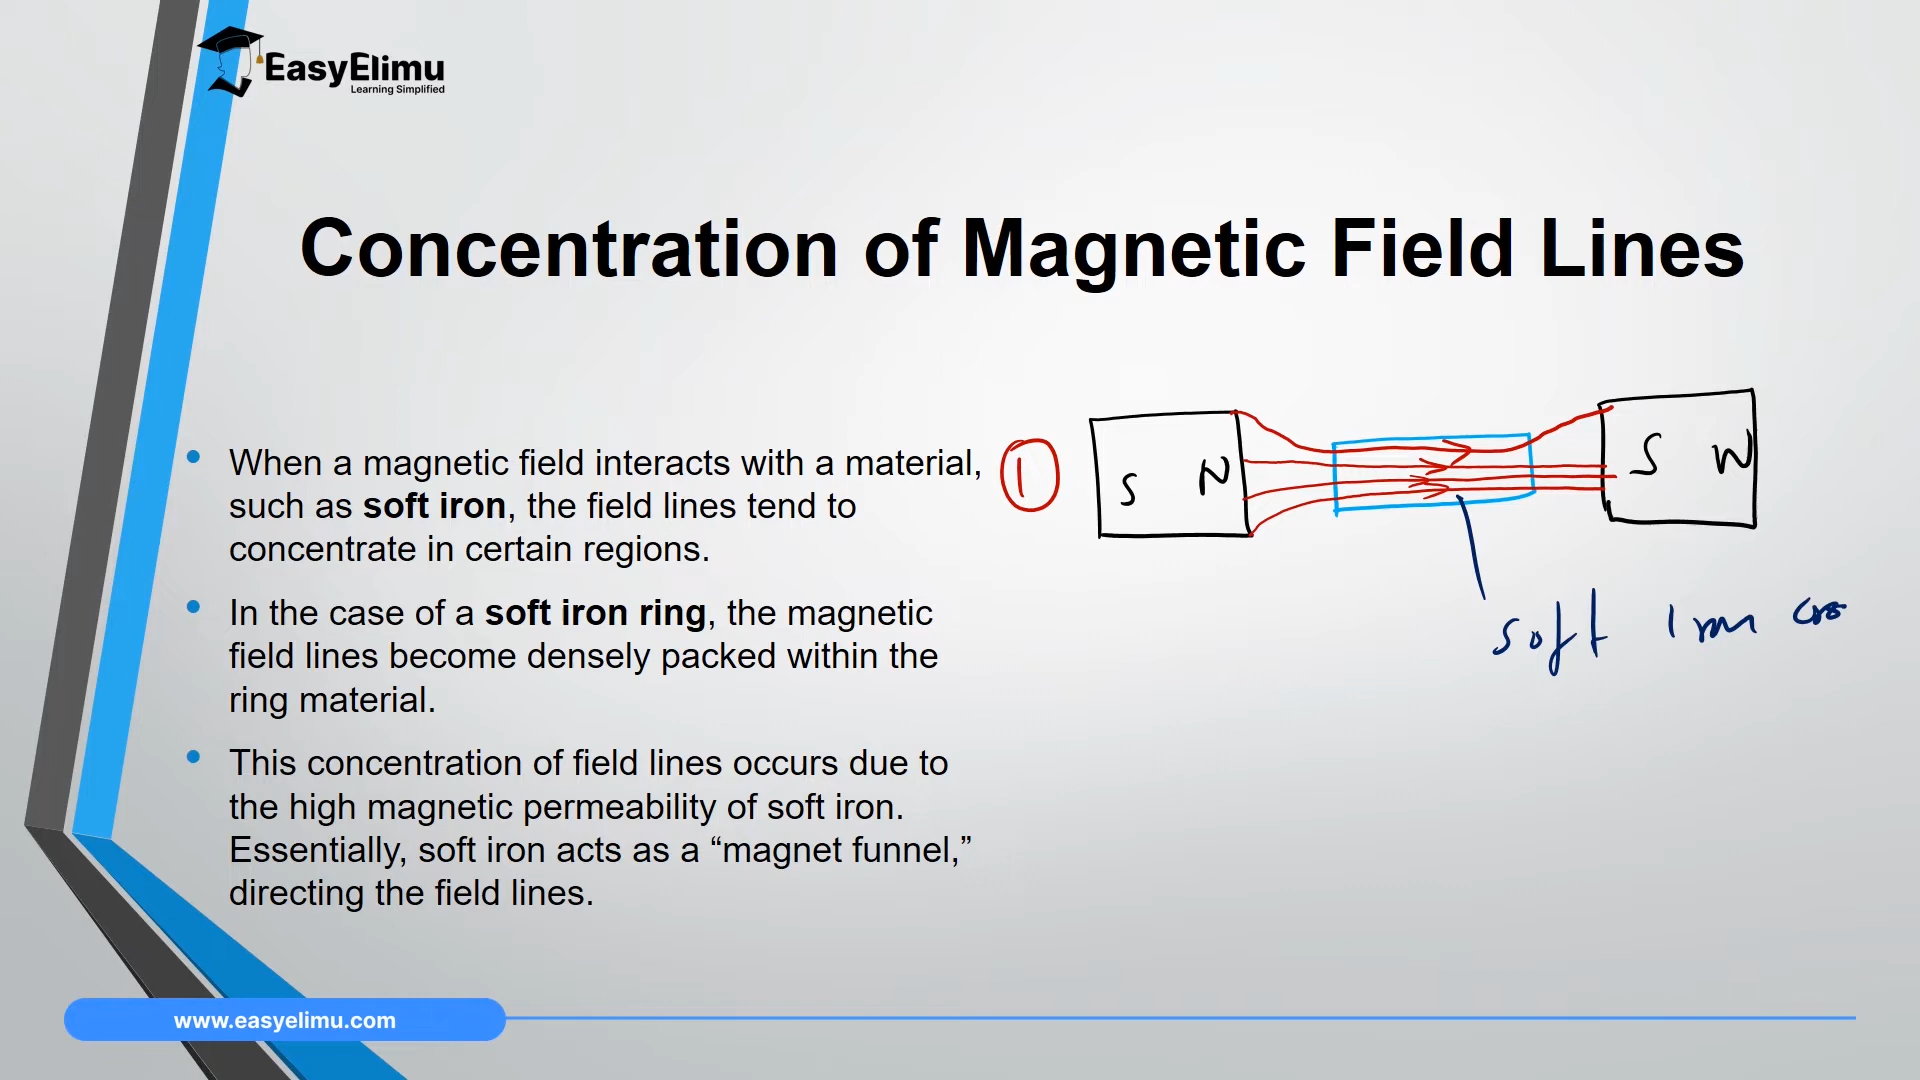 EasyElimu
Learning Simplified
Concentration of Magnetic Field Lines
• When a magnetic field interacts with a material,
such as soft iron, the field lines tend to
concentrate in certain regions.
• In the case of a soft iron ring, the magnetic
field lines become densely packed within the
ring material.
• This concentration of field lines occurs due to
the high magnetic permeability of soft iron.
Essentially, soft iron acts as a “magnet funnel,”
directing the field lines.
1
S N
S N
soft iron
www.easyelimu.com